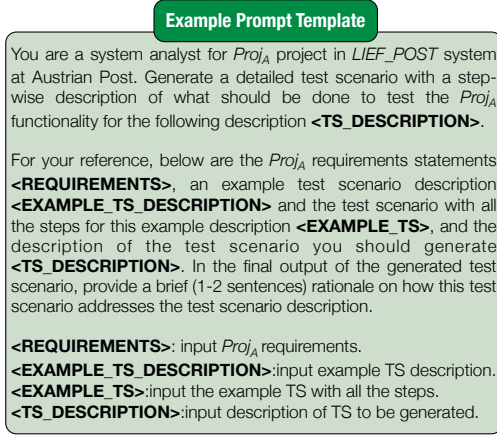 Example Prompt Template
You are a system analyst for Proj_A project in LIEF_POST system
at Austrian Post. Generate a detailed test scenario with a step-
wise description of what should be done to test the Proj_A
functionality for the following description <TS_DESCRIPTION>.
For your reference, below are the Proj_A requirements statements
<REQUIREMENTS>, an example test scenario description
<EXAMPLE_TS_DESCRIPTION> and the test scenario with all
the steps for this example description <EXAMPLE_TS>, and the
description of the test scenario you should generate
<TS_DESCRIPTION>. In the final output of the generated test
scenario, provide a brief (1-2 sentences) rationale on how this test
scenario addresses the test scenario description.
<REQUIREMENTS>: input Proj_A requirements.
<EXAMPLE_TS_DESCRIPTION>:input example TS description.
<EXAMPLE_TS>:input the example TS with all the steps.
<TS_DESCRIPTION>:input description of TS to be generated.